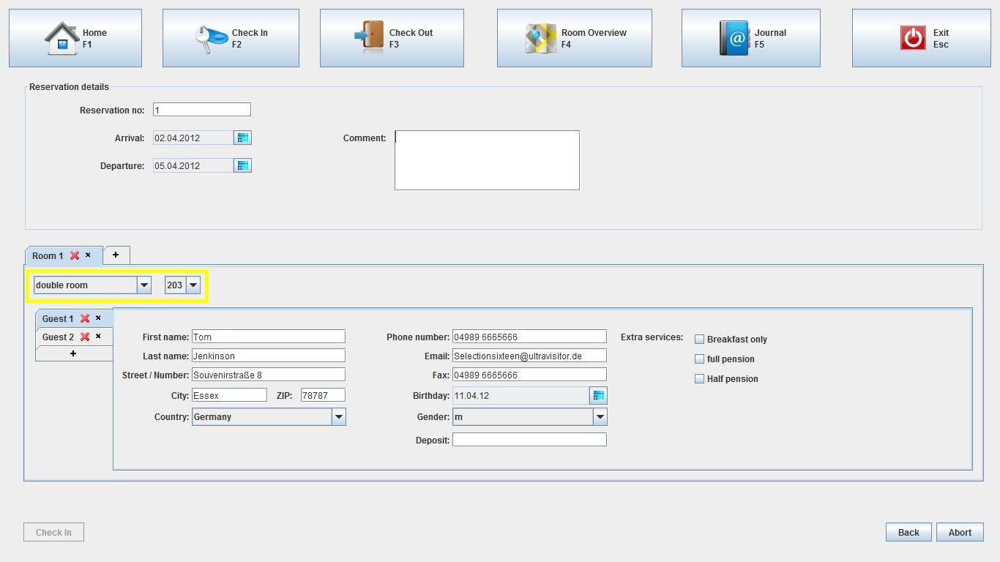 Home
F1
Check In
F2
Check Out
F3
Room Overview
F4
Journal
F5
Exit
Esc
Reservation details
Reservation no: 1
Arrival: 02.04.2012
Comment:
Departure: 05.04.2012
Room 1
+
double room 203
Guest 1
Guest 2
+
First name: Tom
Last name: Jenkinson
Street / Number: Souvenirstraße 8
City: Essex ZIP: 78787
Country: Germany
Phone number: 04989 6665666
Email: Selectionsixteen@ultravisitor.de
Fax: 04989 6665666
Birthday: 11.04.12
Gender: m
Deposit:
Extra services:
Breakfast only
full pension
Half pension
Check In
Back
Abort